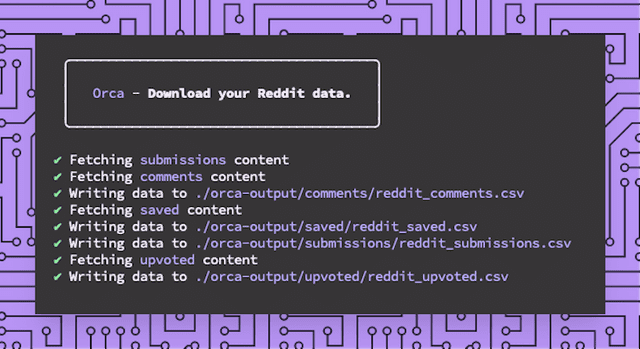 Orca - Download your Reddit data.
✔ Fetching submissions content
✔ Fetching comments content
✔ Writing data to ./orca-output/comments/reddit_comments.csv
✔ Fetching saved content
✔ Writing data to ./orca-output/saved/reddit_saved.csv
✔ Writing data to ./orca-output/submissions/reddit_submissions.csv
✔ Fetching upvoted content
✔ Writing data to ./orca-output/upvoted/reddit_upvoted.csv